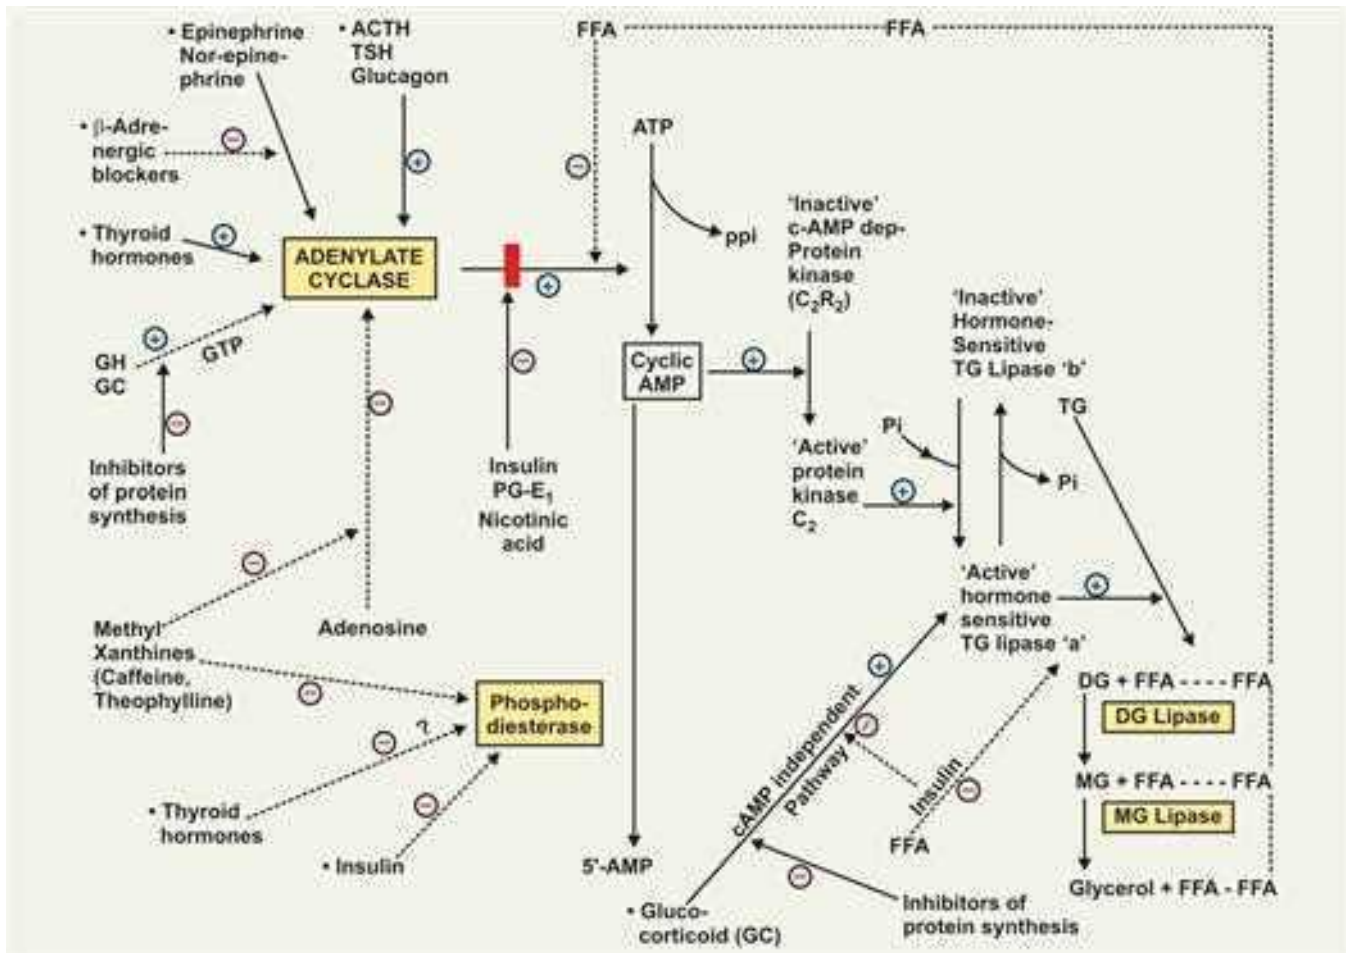 • Epinephrine
Nor-epine-
phrine
• ACTH
TSH
Glucagon
FFA
FFA
• β-Adre-
nergic
blockers
−
+
−
ATP
ppi
• Thyroid
hormones
+
ADENYLATE
CYCLASE
+
'Inactive'
c-AMP dep-
Protein
kinase
(C₂R₂)
'Inactive'
Hormone-
Sensitive
TG Lipase 'b'
GH
GC
+
GTP
−
Inhibitors
of protein
synthesis
−
−
Insulin
PG-E₁
Nicotinic
acid
Cyclic
AMP
+
'Active'
protein
kinase
C₂
+
Pi
Pi
TG
'Active'
hormone
sensitive
TG lipase 'a'
+
Methyl
Xanthines
(Caffeine,
Theophylline)
−
−
Adenosine
Phospho-
diesterase
• Thyroid
hormones
−
?
• Insulin
−
5'-AMP
• Gluco-
corticoid (GC)
cAMP independent
Pathway
+
−
Insulin
−
FFA
−
Inhibitors of
protein synthesis
DG + FFA - - - - FFA
DG Lipase
MG + FFA - - - - FFA
MG Lipase
Glycerol + FFA - FFA